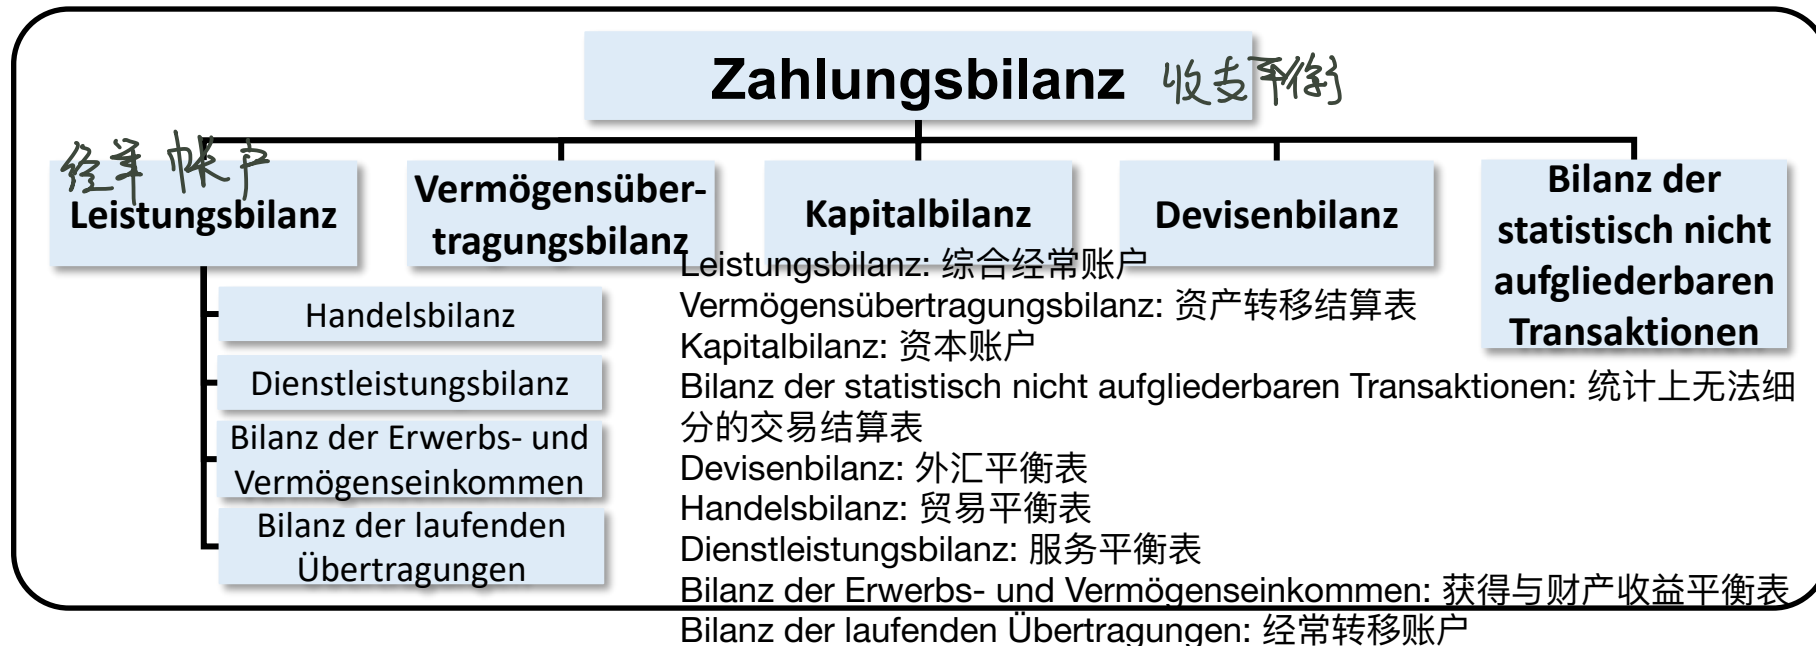 Zahlungsbilanz 收支平衡
经常帐户
Leistungsbilanz
Vermögensüber-
tragungsbilanz
Kapitalbilanz
Devisenbilanz
Bilanz der
statistisch nicht
aufgliederbaren
Transaktionen
Handelsbilanz
Dienstleistungsbilanz
Bilanz der Erwerbs- und
Vermögenseinkommen
Bilanz der laufenden
Übertragungen
Leistungsbilanz: 综合经常账户
Vermögensübertragungsbilanz: 资产转移结算表
Kapitalbilanz: 资本账户
Bilanz der statistisch nicht aufgliederbaren Transaktionen: 统计上无法细
分的交易结算表
Devisenbilanz: 外汇平衡表
Handelsbilanz: 贸易平衡表
Dienstleistungsbilanz: 服务平衡表
Bilanz der Erwerbs- und Vermögenseinkommen: 获得与财产收益平衡表
Bilanz der laufenden Übertragungen: 经常转移账户